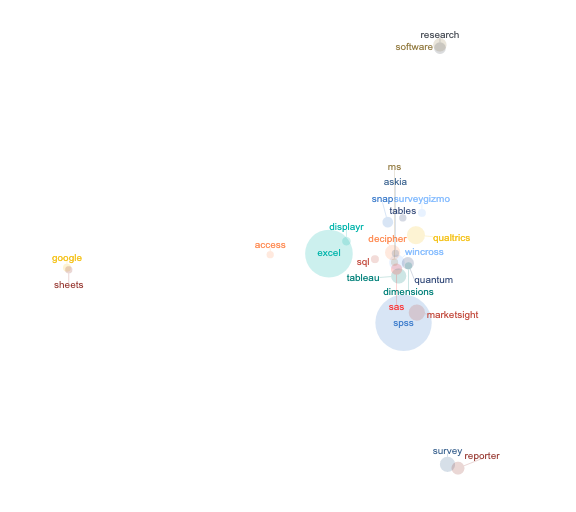 research
software
ms
askia
snap surveygizmo
tables
displayr
decipher qualtrics
access
excel
wincross
google
sql
tableau
quantum
sheets
dimensions
sas
marketsight
spss
survey
reporter